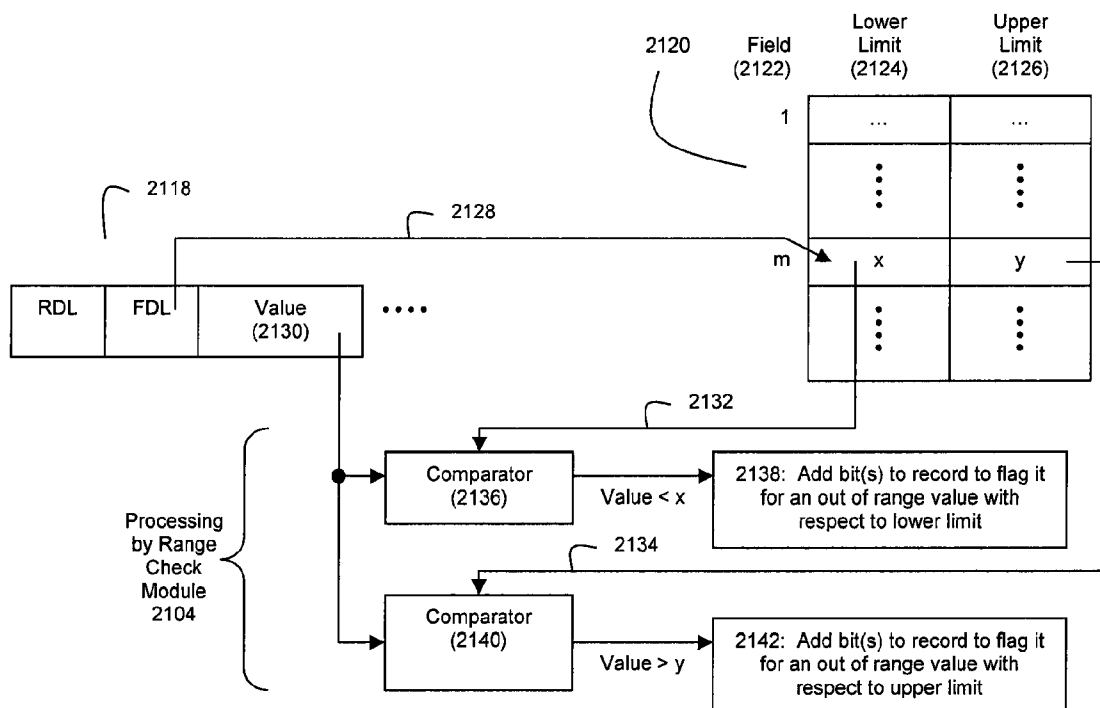 2120
Field
(2122)
Lower
Limit
(2124)
Upper
Limit
(2126)
1
...
...
2118
2128
m
x
y
RDL
FDL
Value
(2130)
2132
Comparator
(2136)
Value < x
2138: Add bit(s) to record to flag it
for an out of range value with
respect to lower limit
Processing
by Range
Check
Module
2104
2134
Comparator
(2140)
Value > y
2142: Add bit(s) to record to flag it
for an out of range value with
respect to upper limit